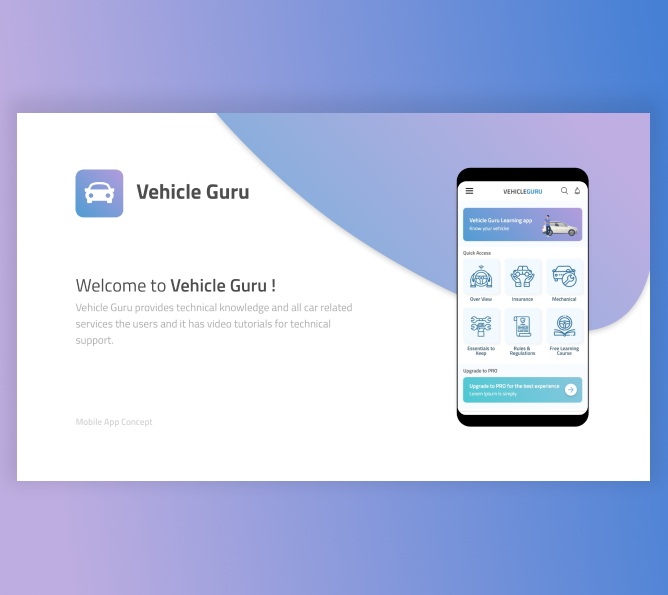 Vehicle Guru
Welcome to Vehicle Guru !
Vehicle Guru provides technical knowledge and all car related
services the users and it has video tutorials for technical
support.
Mobile App Concept
VEHICLEGURU
Vehicle Guru Learning app
Know your vehicle
Quick Access
Over View
Insurance
Mechanical
Essentials to
Keep
Rules &
Regulations
Free Learning
Course
Upgrade to PRO
Upgrade to PRO for the best experience
Lorem Ipsum is simply